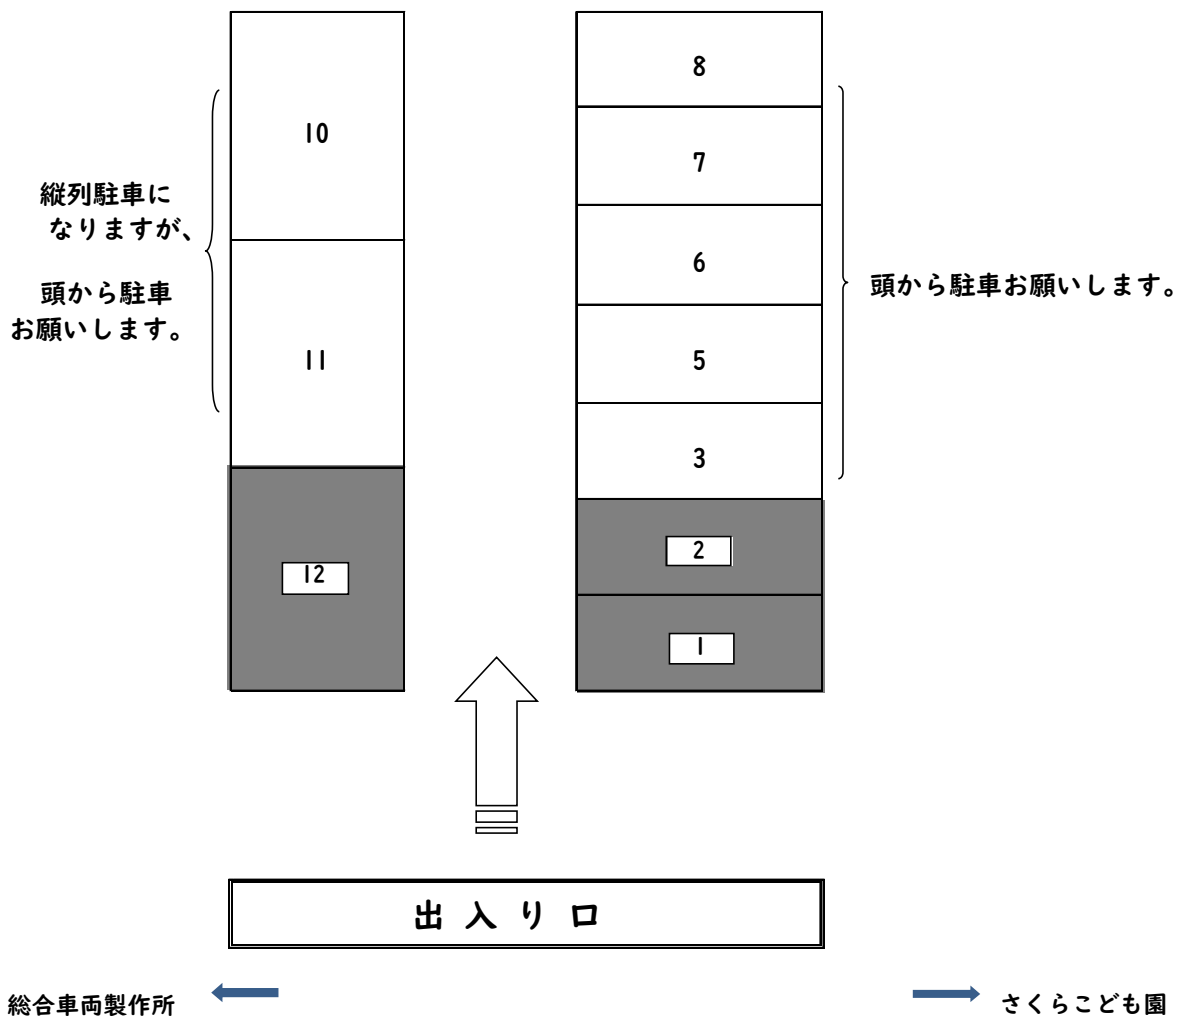 8
10
7
縦列駐車に
なりますが、
6
頭から駐車
お願いします。
頭から駐車お願いします。
11
5
3
2
12
1
出入り口
総合車両製作所
さくらこども園